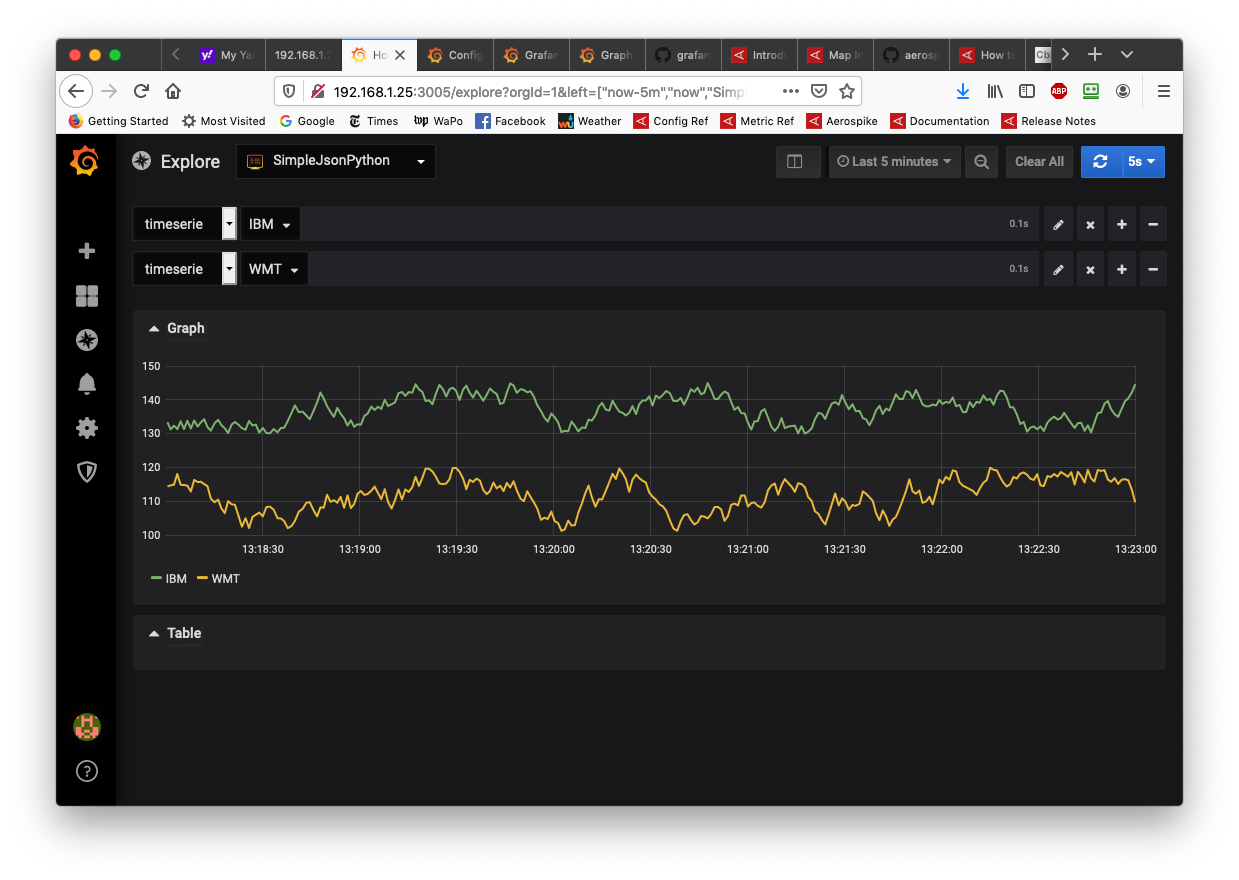 My Ya 192.168.1.2 Ho Config Grafan Graph grafan Introdu Map In aerosp How to Cb
192.168.1.25:3005/explore?orgId=1&left=["now-5m","now","Simpl
Getting Started Most Visited Google Times WaPo Facebook Weather Config Ref Metric Ref Aerospike Documentation Release Notes
Explore SimpleJsonPython Last 5 minutes Clear All 5s
timeserie IBM 0.1s
timeserie WMT 0.1s
Graph
150
140
130
120
110
100
13:18:30 13:19:00 13:19:30 13:20:00 13:20:30 13:21:00 13:21:30 13:22:00 13:22:30 13:23:00
IBM WMT
Table